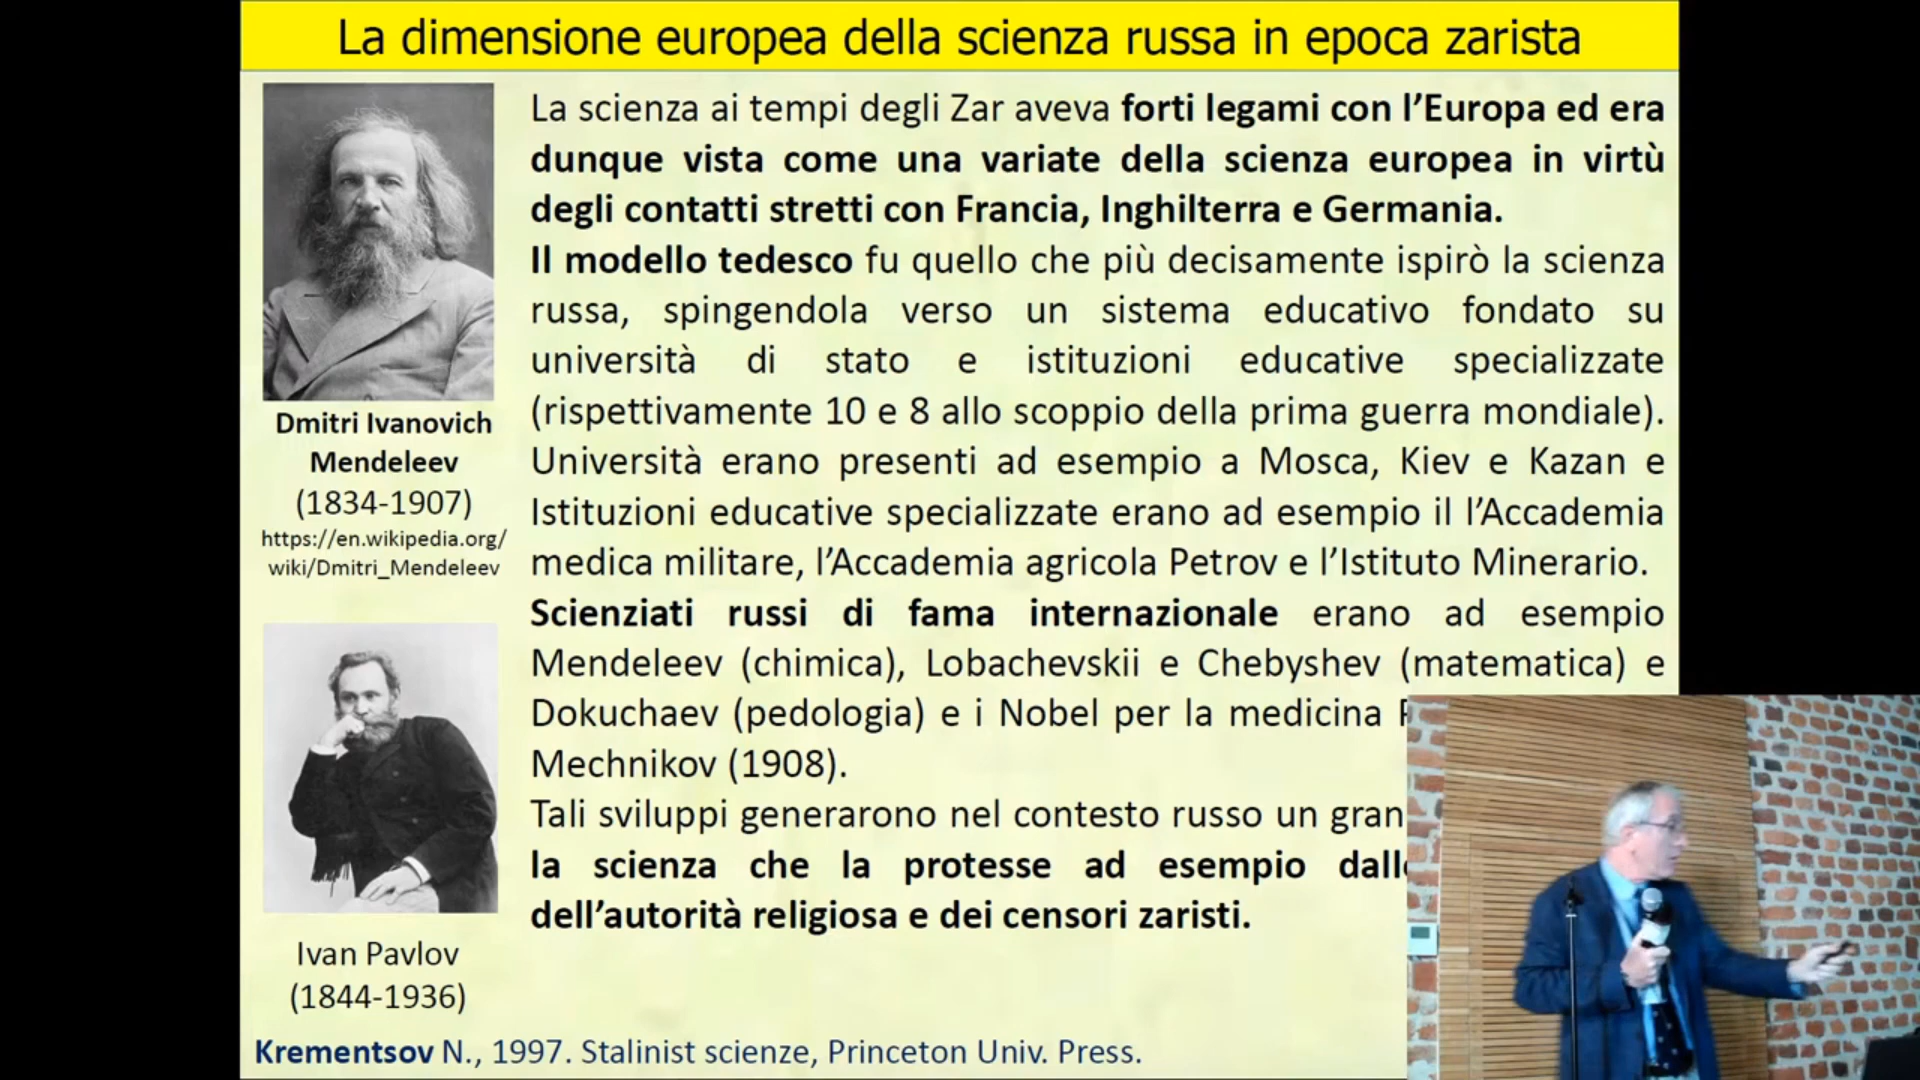 La dimensione europea della scienza russa in epoca zarista
La scienza ai tempi degli Zar aveva forti legami con l'Europa ed era
dunque vista come una variate della scienza europea in virtù
degli contatti stretti con Francia, Inghilterra e Germania.
Il modello tedesco fu quello che più decisamente ispirò la scienza
russa, spingendola verso un sistema educativo fondato su
università di stato e istituzioni educative specializzate
(rispettivamente 10 e 8 allo scoppio della prima guerra mondiale).
Università erano presenti ad esempio a Mosca, Kiev e Kazan e
Istituzioni educative specializzate erano ad esempio il l'Accademia
medica militare, l'Accademia agricola Petrov e l'Istituto Minerario.
Scienziati russi di fama internazionale erano ad esempio
Mendeleev (chimica), Lobachevskii e Chebyshev (matematica) e
Dokuchaev (pedologia) e i Nobel per la medicina
Mechnikov (1908).
Tali sviluppi generarono nel contesto russo un gran
la scienza che la protesse ad esempio
dell'autorità religiosa e dei censori zaristi.
Dmitri Ivanovich
Mendeleev
(1834-1907)
https://en.wikipedia.org/
wiki/Dmitri_Mendeleev
Ivan Pavlov
(1844-1936)
Krementsov N., 1997. Stalinist scienze, Princeton Univ. Press.